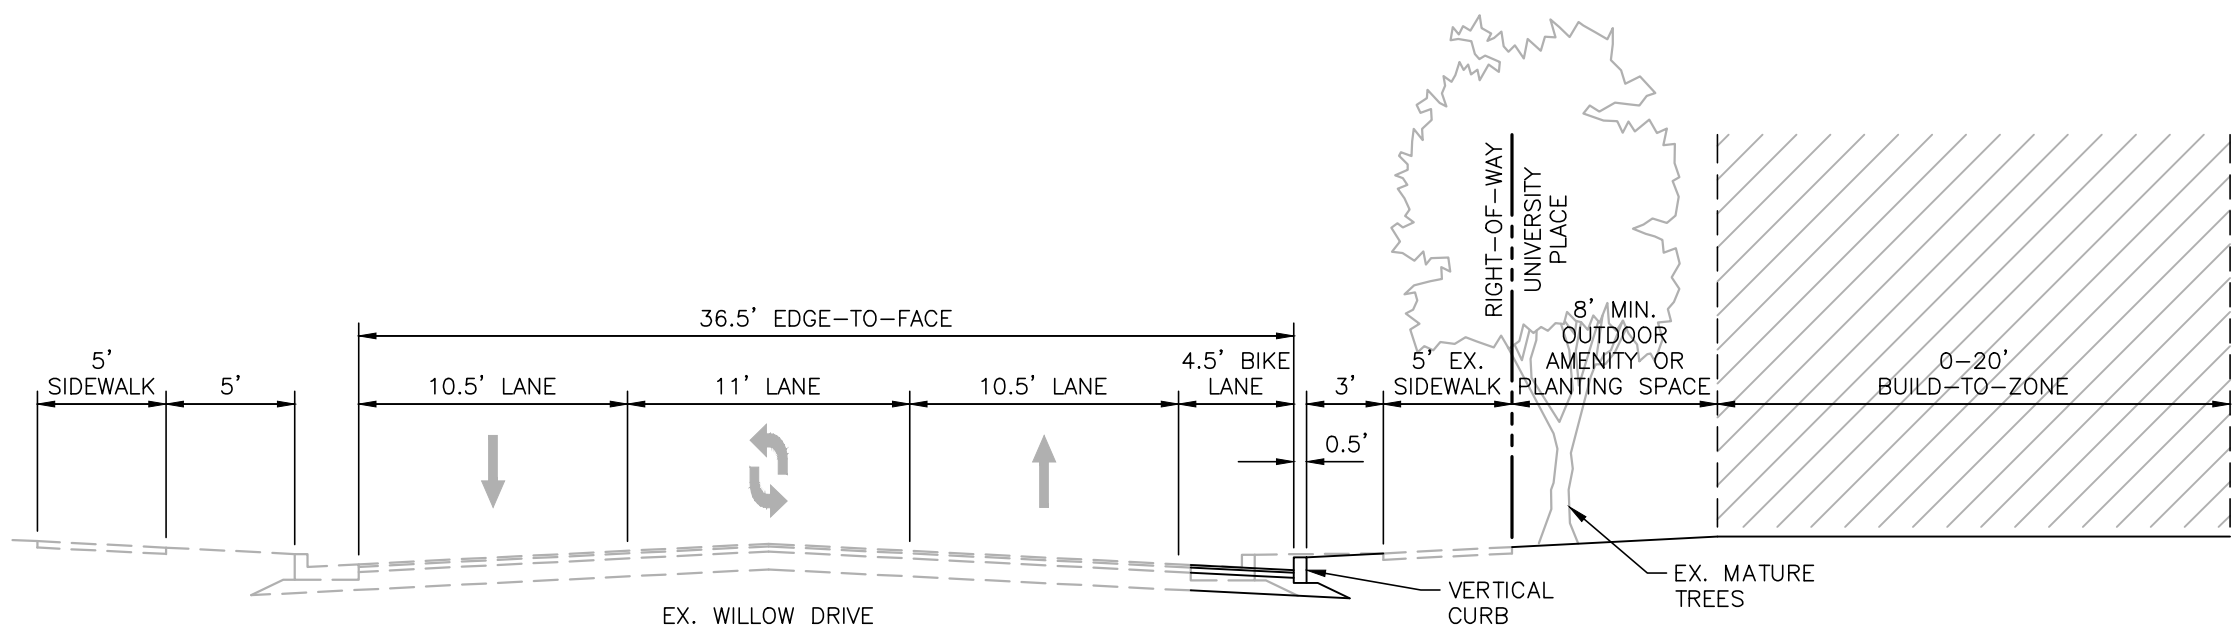 RIGHT-OF-WAY
UNIVERSITY
PLACE
36.5' EDGE-TO-FACE
5'
SIDEWALK
5'
10.5' LANE
11' LANE
10.5' LANE
4.5' BIKE
LANE
3'
0.5'
5' EX.
SIDEWALK
8' MIN.
OUTDOOR
AMENITY OR
PLANTING SPACE
0-20'
BUILD-TO-ZONE
VERTICAL
CURB
EX. MATURE
TREES
EX. WILLOW DRIVE